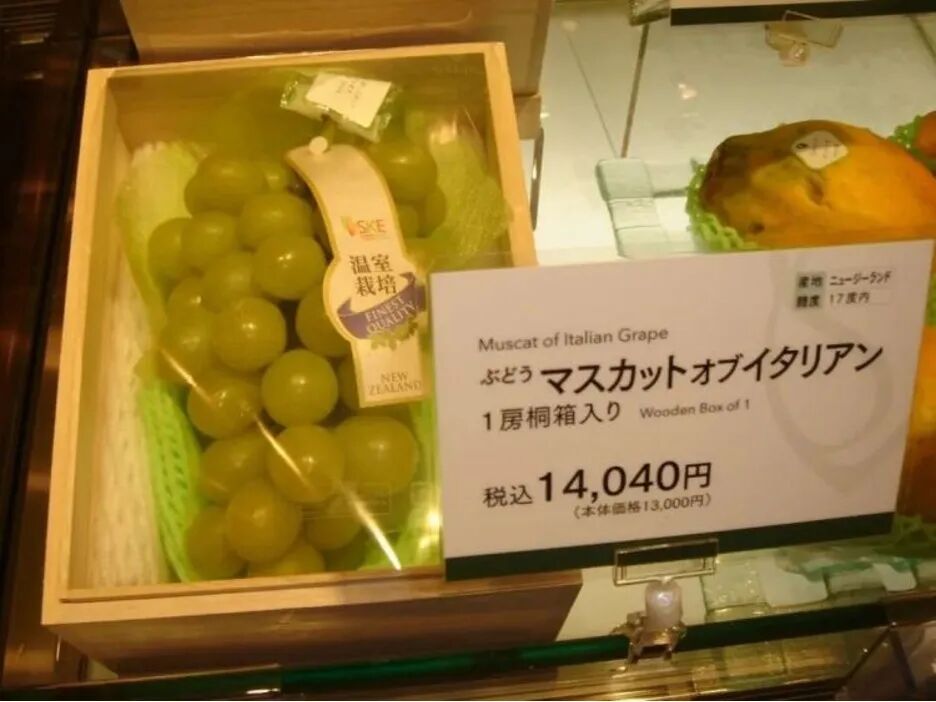 SKE
温室
栽培
FINEST
QUALITY
NEW
ZEALAND
産地 ニュージーランド
糖度 17度内
Muscat of Italian Grape
ぶどう マスカットオブイタリアン
1房桐箱入り Wooden Box of 1
税込 14,040円
(本体価格13,000円)